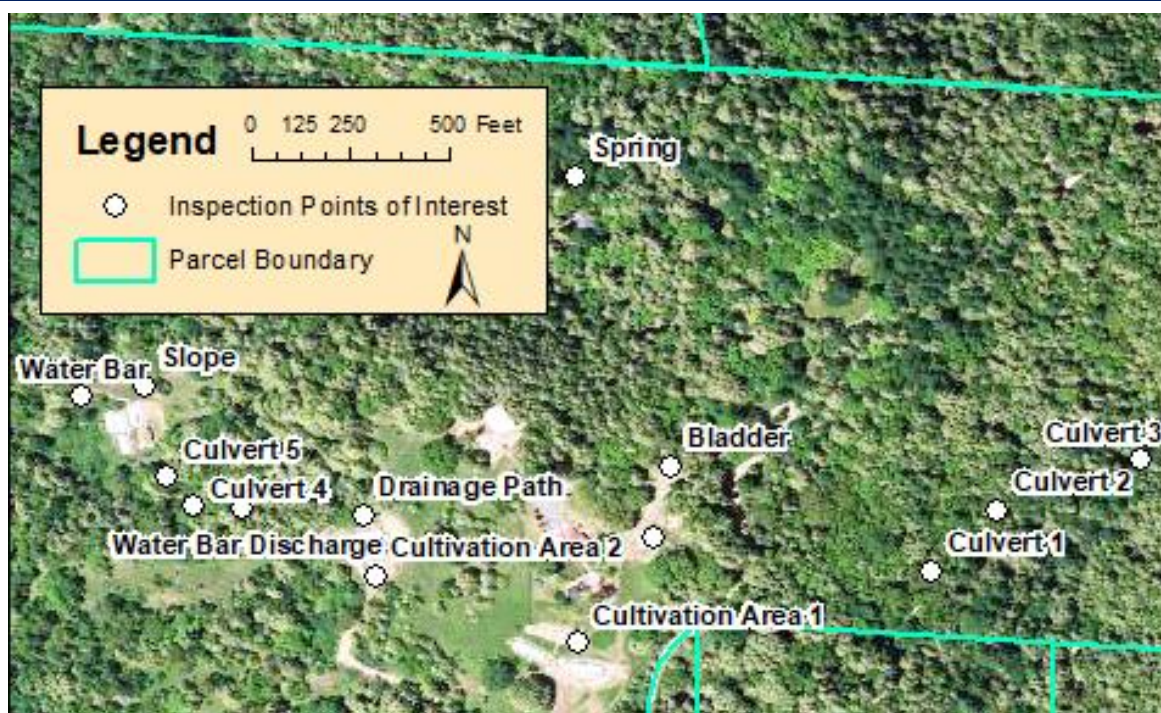 Legend
0 125 250 500 Feet
Inspection Points of Interest
Parcel Boundary
N
Spring
Water Bar
Slope
Culvert 5
Culvert 4
Drainage Path
Water Bar Discharge
Cultivation Area 2
Bladder
Culvert 3
Culvert 2
Culvert 1
Cultivation Area 1